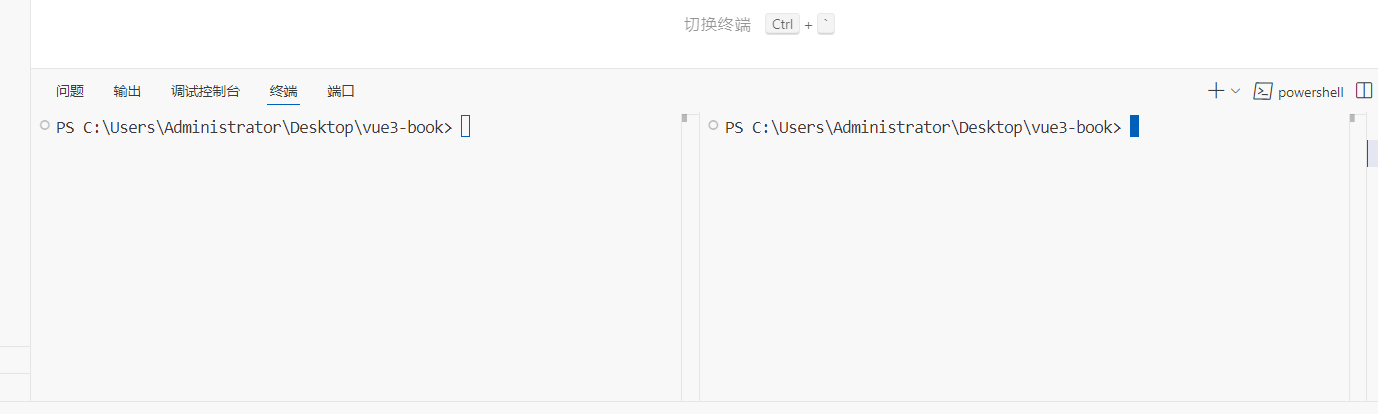 切换终端 Ctrl + `
问题 输出 调试控制台 终端 端口 powershell
PS C:\Users\Administrator\Desktop\vue3-book>
PS C:\Users\Administrator\Desktop\vue3-book>